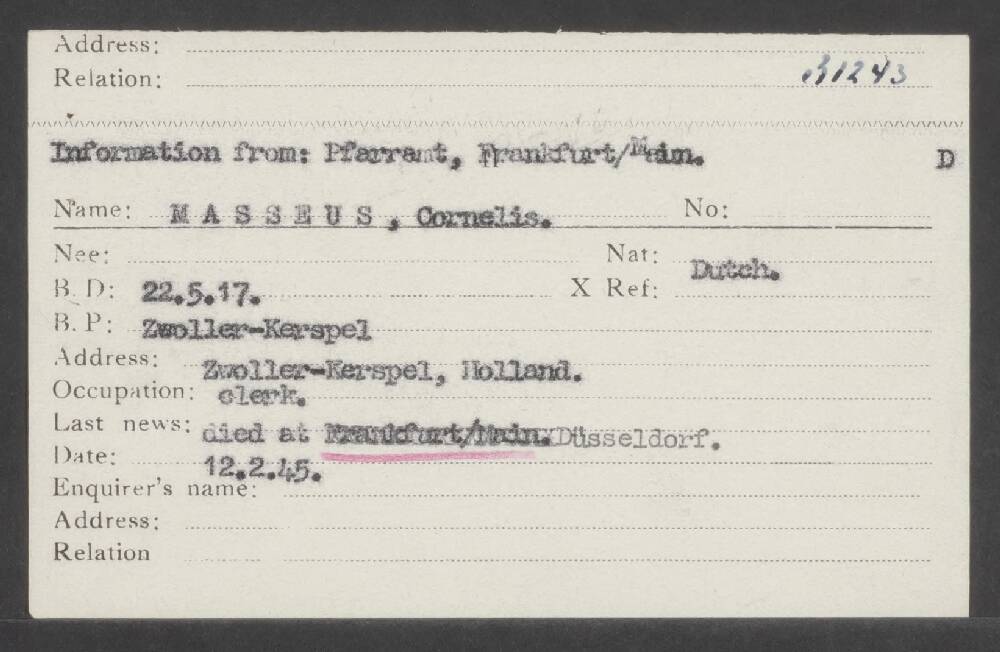 Address:
Relation: 31243
Information from: Pfarramt, Frankfurt/Main. D
Name: MASSEUS, Cornelis. No:
Nee: Nat: Dutch.
B. D: 22.5.17. X Ref:
B. P: Zwoller-Kerspel
Address: Zwoller-Kerspel, Holland.
Occupation: clerk.
Last news: died at Frankfurt/Main. Düsseldorf.
Date: 12.2.45.
Enquirer's name:
Address:
Relation